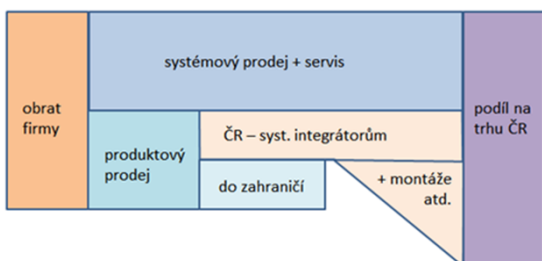 systémový prodej + servis
obrat
firmy
podíl na
trhu ČR
ČR – syst. integrátorům
produktový
prodej
do zahraničí
+ montáže
atd.